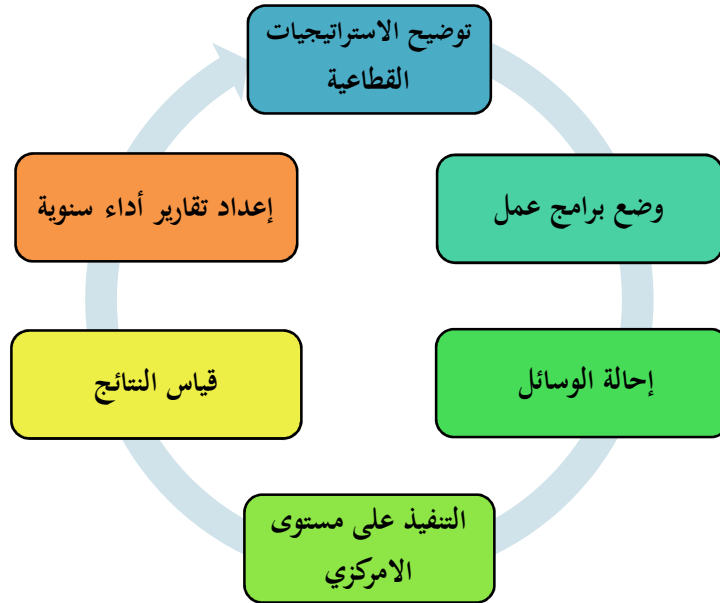 توضيح الاستراتيجيات
القطاعية
وضع برامج عمل
إحالة الوسائل
التنفيذ على مستوى
الامركزي
قياس النتائج
إعداد تقارير أداء سنوية